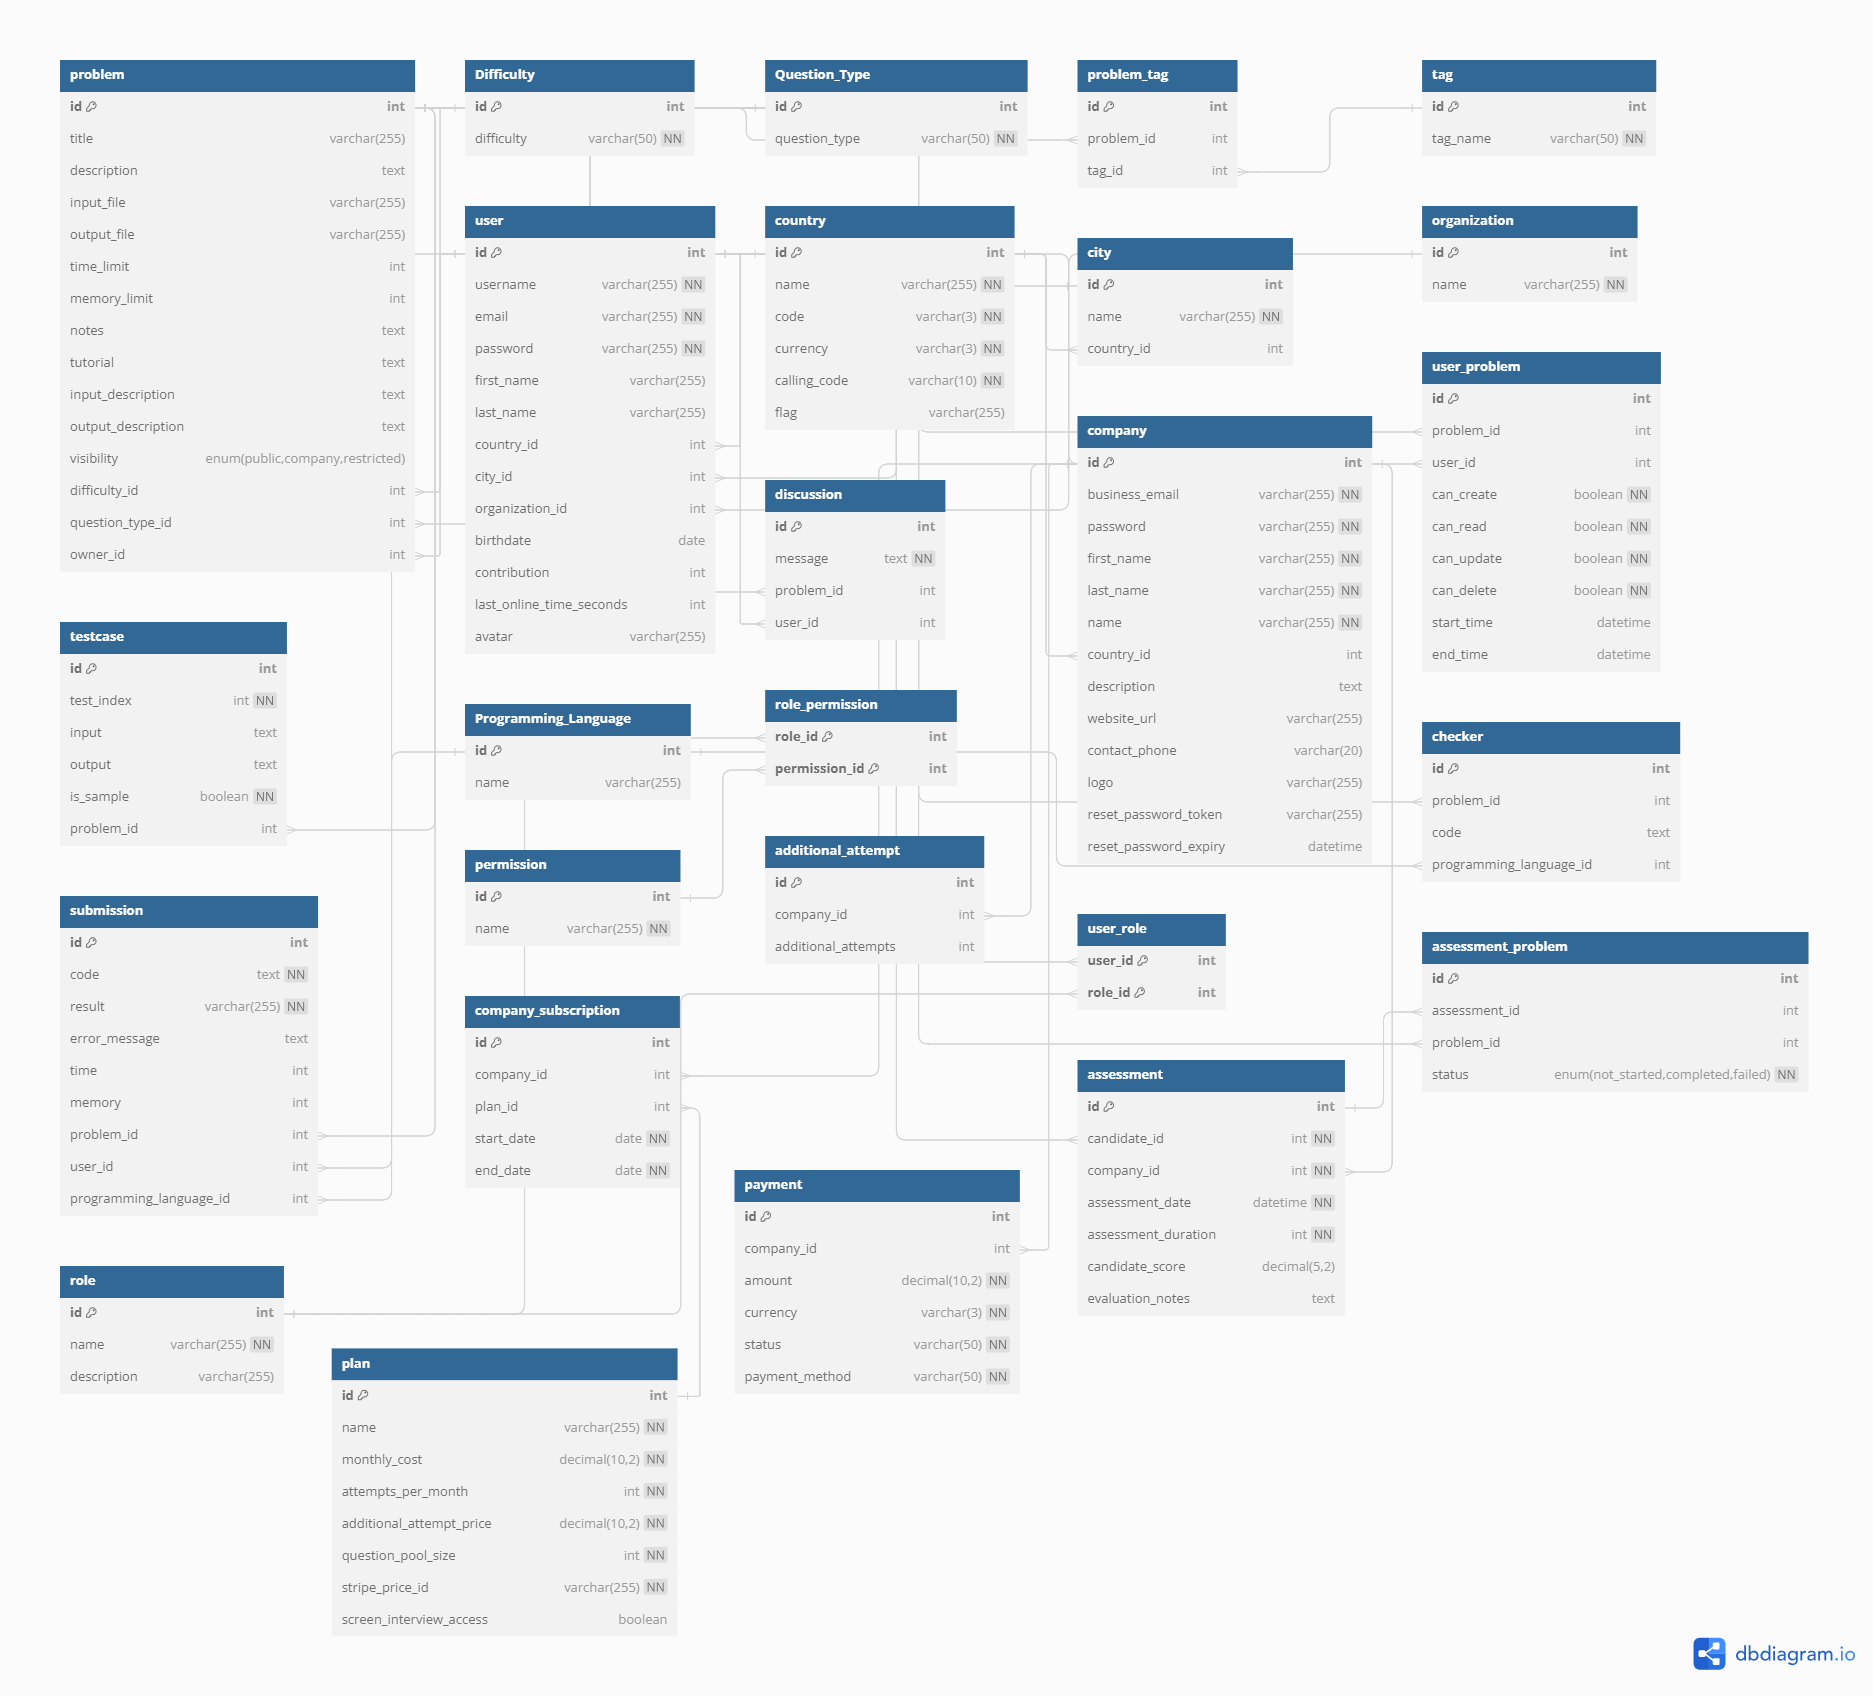 problem
id int
title varchar(255)
description text
input_file varchar(255)
output_file varchar(255)
time_limit int
memory_limit int
notes text
tutorial text
input_description text
output_description text
visibility enum(public,company,restricted)
difficulty_id int
question_type_id int
owner_id int
Difficulty
id int
difficulty varchar(50) NN
Question_Type
id int
question_type varchar(50) NN
problem_tag
id int
problem_id int
tag_id int
tag
id int
tag_name varchar(50) NN
user
id int
username varchar(255) NN
email varchar(255) NN
password varchar(255) NN
first_name varchar(255)
last_name varchar(255)
country_id int
city_id int
organization_id int
birthdate date
contribution int
last_online_time_seconds int
avatar varchar(255)
country
id int
name varchar(255) NN
code varchar(3) NN
currency varchar(3) NN
calling_code varchar(10) NN
flag varchar(255)
city
id int
name varchar(255) NN
country_id int
organization
id int
name varchar(255) NN
user_problem
id int
problem_id int
user_id int
can_create boolean NN
can_read boolean NN
can_update boolean NN
can_delete boolean NN
start_time datetime
end_time datetime
company
id int
business_email varchar(255) NN
password varchar(255) NN
first_name varchar(255) NN
last_name varchar(255) NN
name varchar(255) NN
country_id int
description text
website_url varchar(255)
contact_phone varchar(20)
logo varchar(255)
reset_password_token varchar(255)
reset_password_expiry datetime
discussion
id int
message text NN
problem_id int
user_id int
testcase
id int
test_index int NN
input text
output text
is_sample boolean NN
problem_id int
Programming_Language
id int
name varchar(255)
role_permission
role_id int
permission_id int
checker
id int
problem_id int
code text
programming_language_id int
permission
id int
name varchar(255) NN
additional_attempt
id int
company_id int
additional_attempts int
submission
id int
code text NN
result varchar(255) NN
error_message text
time int
memory int
problem_id int
user_id int
programming_language_id int
user_role
user_id int
role_id int
assessment_problem
id int
assessment_id int
problem_id int
status enum(not_started,completed,failed) NN
company_subscription
id int
company_id int
plan_id int
start_date date NN
end_date date NN
assessment
id int
candidate_id int NN
company_id int NN
assessment_date datetime NN
assessment_duration int NN
candidate_score decimal(5,2)
evaluation_notes text
payment
id int
company_id int
amount decimal(10,2) NN
currency varchar(3) NN
status varchar(50) NN
payment_method varchar(50) NN
role
id int
name varchar(255) NN
description varchar(255)
plan
id int
name varchar(255) NN
monthly_cost decimal(10,2) NN
attempts_per_month int NN
additional_attempt_price decimal(10,2) NN
question_pool_size int NN
stripe_price_id varchar(255) NN
screen_interview_access boolean
dbdiagram.io